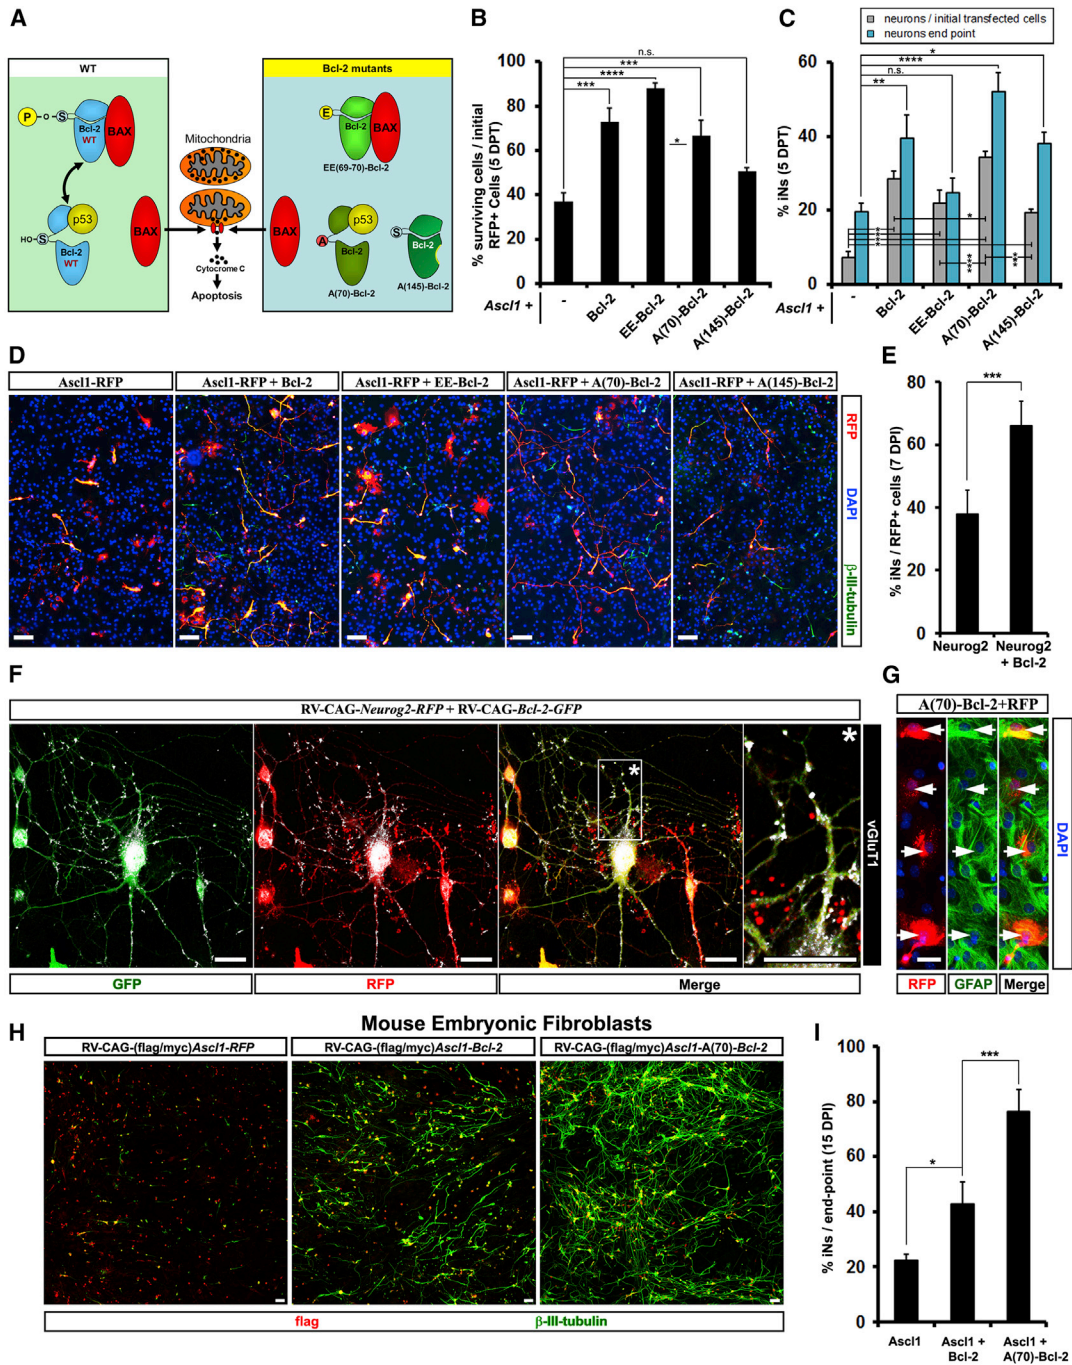 A
WT
Bcl-2 mutants
P
O
S
Bcl-2
WT
BAX
Mitochondria
E
Bcl-2
BAX
EE(69-70)-Bcl-2
p53
HO
S
Bcl-2
WT
BAX
Cytocrome C
Apoptosis
BAX
A
p53
A(70)-Bcl-2
S
Bcl-2
A(145)-Bcl-2
B
% surviving cells / initial
RFP+ Cells (5 DPT)
100
80
60
40
20
0
n.s.
***
****
***
*
Ascl1 +
-
Bcl-2
EE-Bcl-2
A(70)-Bcl-2
A(145)-Bcl-2
C
neurons / initial transfected cells
neurons end point
% iNs (5 DPT)
60
40
20
0
*
****
n.s.
**
*
Ascl1 +
-
Bcl-2
EE-Bcl-2
A(70)-Bcl-2
A(145)-Bcl-2
D
Ascl1-RFP
Ascl1-RFP + Bcl-2
Ascl1-RFP + EE-Bcl-2
Ascl1-RFP + A(70)-Bcl-2
Ascl1-RFP + A(145)-Bcl-2
RFP
DAPI
β-III-tubulin
E
% iNs / RFP+ cells (7 DPI)
80
60
40
20
0
***
Neurog2
Neurog2
+ Bcl-2
F
RV-CAG-Neurog2-RFP + RV-CAG-Bcl-2-GFP
*
*
vGluT1
GFP
RFP
Merge
G
A(70)-Bcl-2+RFP
DAPI
RFP
GFAP
Merge
H
Mouse Embryonic Fibroblasts
RV-CAG-(flag/myc)Ascl1-RFP
RV-CAG-(flag/myc)Ascl1-Bcl-2
RV-CAG-(flag/myc)Ascl1-A(70)-Bcl-2
flag
β-III-tubulin
I
% iNs / end-point (15 DPI)
100
80
60
40
20
0
*
***
Ascl1
Ascl1 +
Bcl-2
Ascl1 +
A(70)-Bcl-2